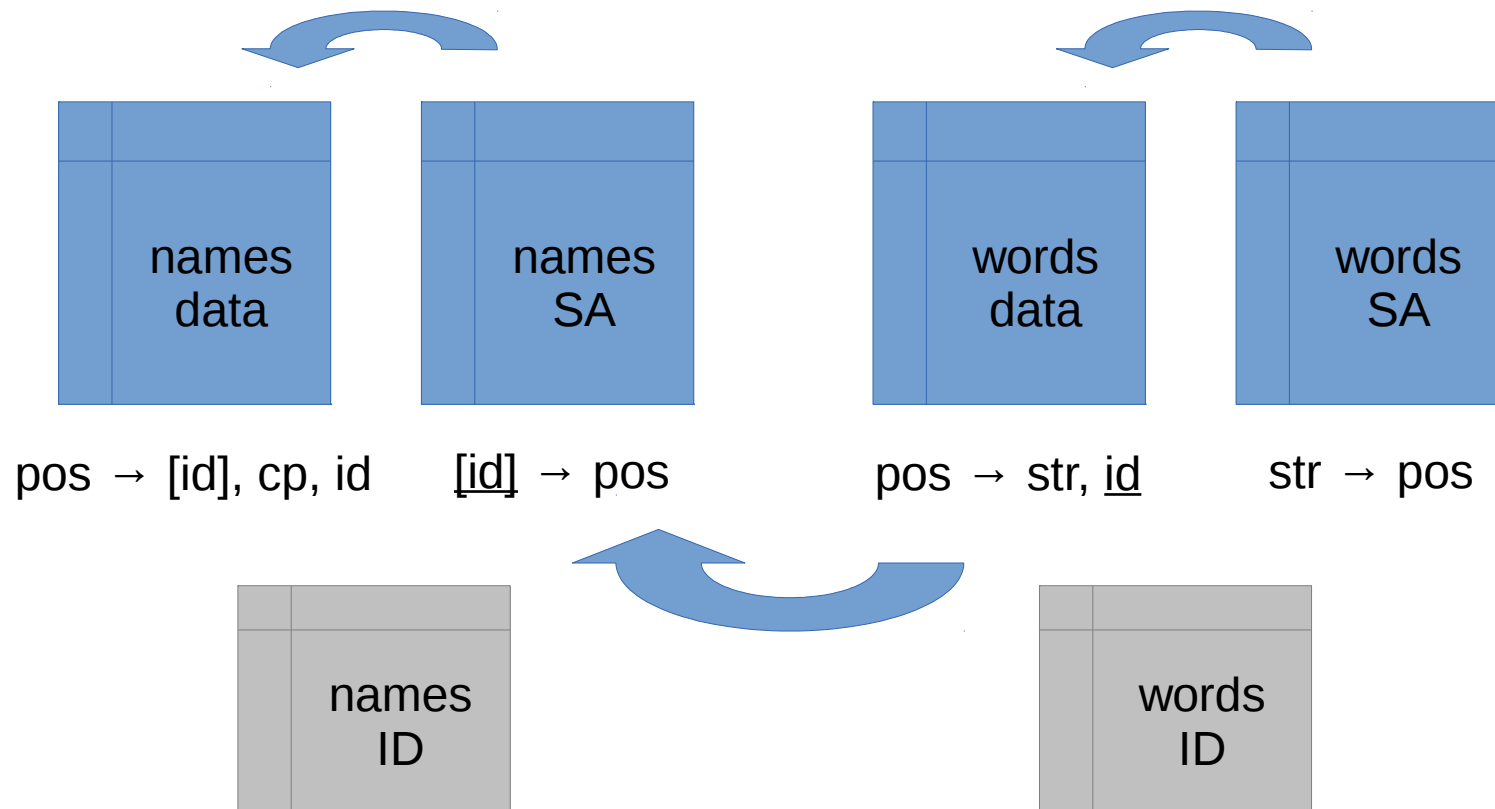 names
data
names
SA
words
data
words
SA
pos → [id], cp, id
[id] → pos
pos → str, id
str → pos
names
ID
words
ID